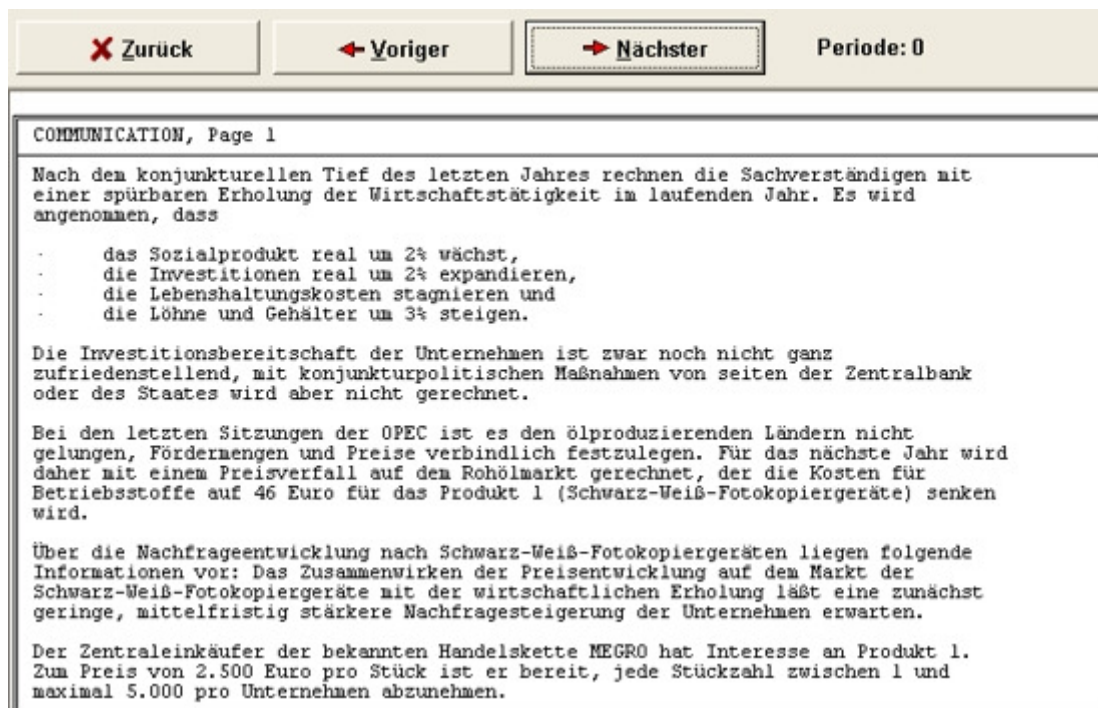 Zurück
Voriger
Nächster
Periode: 0
COMMUNICATION, Page 1
Nach dem konjunkturellen Tief des letzten Jahres rechnen die Sachverständigen mit
einer spürbaren Erholung der Wirtschaftstätigkeit im laufenden Jahr. Es wird
angenommen, dass
· das Sozialprodukt real um 2% wächst,
· die Investitionen real um 2% expandieren,
· die Lebenshaltungskosten stagnieren und
· die Löhne und Gehälter um 3% steigen.
Die Investitionsbereitschaft der Unternehmen ist zwar noch nicht ganz
zufriedenstellend, mit konjunkturpolitischen Maßnahmen von seiten der Zentralbank
oder des Staates wird aber nicht gerechnet.
Bei den letzten Sitzungen der OPEC ist es den ölproduzierenden Ländern nicht
gelungen, Fördermengen und Preise verbindlich festzulegen. Für das nächste Jahr wird
daher mit einem Preisverfall auf dem Rohölmarkt gerechnet, der die Kosten für
Betriebsstoffe auf 46 Euro für das Produkt 1 (Schwarz-Weiß-Fotokopiergeräte) senken
wird.
Über die Nachfrageentwicklung nach Schwarz-Weiß-Fotokopiergeräten liegen folgende
Informationen vor: Das Zusammenwirken der Preisentwicklung auf dem Markt der
Schwarz-Weiß-Fotokopiergeräte mit der wirtschaftlichen Erholung läßt eine zunächst
geringe, mittelfristig stärkere Nachfragesteigerung der Unternehmen erwarten.
Der Zentraleinkäufer der bekannten Handelskette MEGRO hat Interesse an Produkt 1.
Zum Preis von 2.500 Euro pro Stück ist er bereit, jede Stückzahl zwischen 1 und
maximal 5.000 pro Unternehmen abzunehmen.